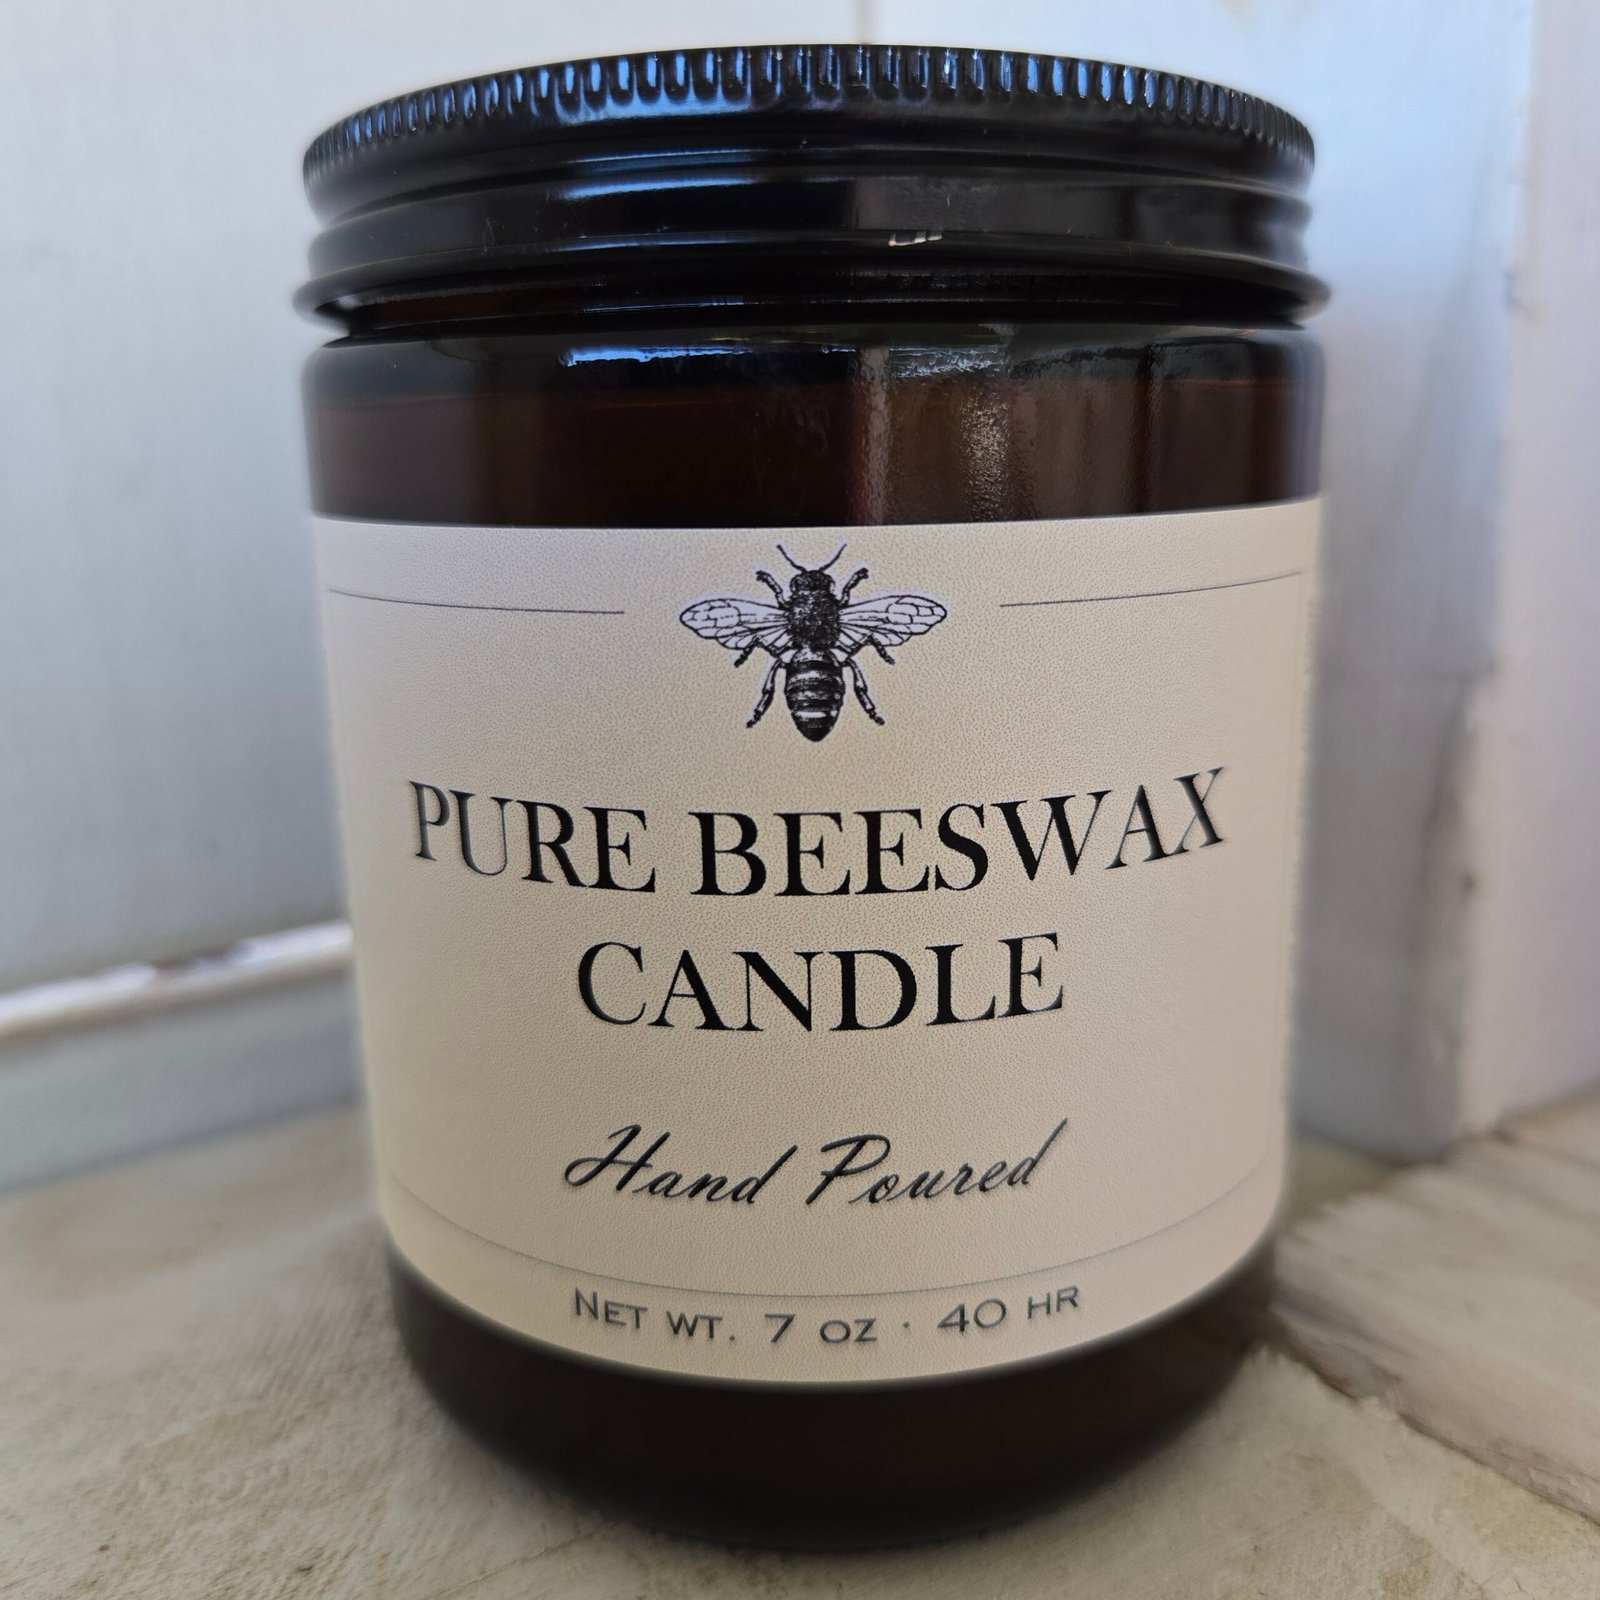 PURE BEESWAX
CANDLE
Hand Poured
NET WT. 7 OZ · 40 HR